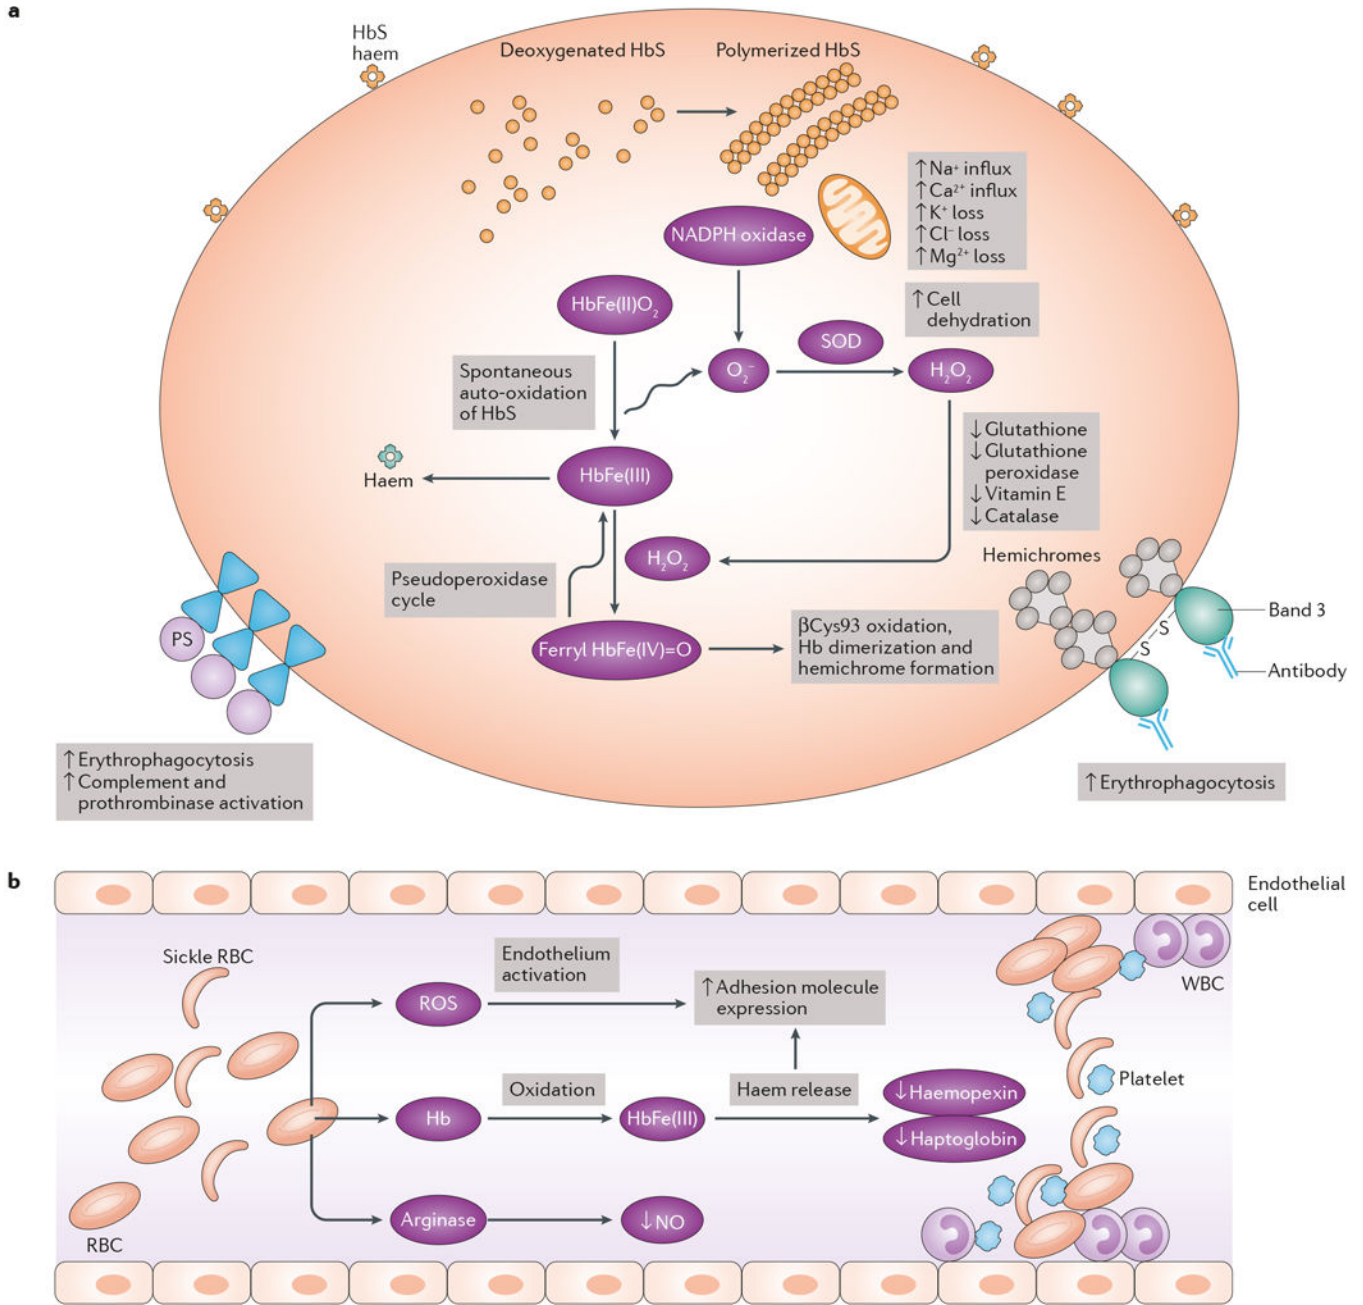 a
HbS
haem
Deoxygenated HbS
Polymerized HbS
↑ Na⁺ influx
↑ Ca²⁺ influx
↑ K⁺ loss
↑ Cl⁻ loss
↑ Mg²⁺ loss
NADPH oxidase
HbFe(II)O₂
↑ Cell
dehydration
SOD
Spontaneous
auto-oxidation
of HbS
O₂⁻
H₂O₂
↓ Glutathione
↓ Glutathione
peroxidase
↓ Vitamin E
↓ Catalase
Haem
HbFe(III)
H₂O₂
Hemichromes
Pseudoperoxidase
cycle
PS
Ferryl HbFe(IV)=O
βCys93 oxidation,
Hb dimerization and
hemichrome formation
S
S
Band 3
Antibody
↑ Erythrophagocytosis
↑ Complement and
prothrombinase activation
↑ Erythrophagocytosis
b
Endothelial
cell
Sickle RBC
Endothelium
activation
WBC
ROS
↑ Adhesion molecule
expression
Platelet
Oxidation
Haem release
Hb
HbFe(III)
↓ Haemopexin
↓ Haptoglobin
Arginase
↓ NO
RBC